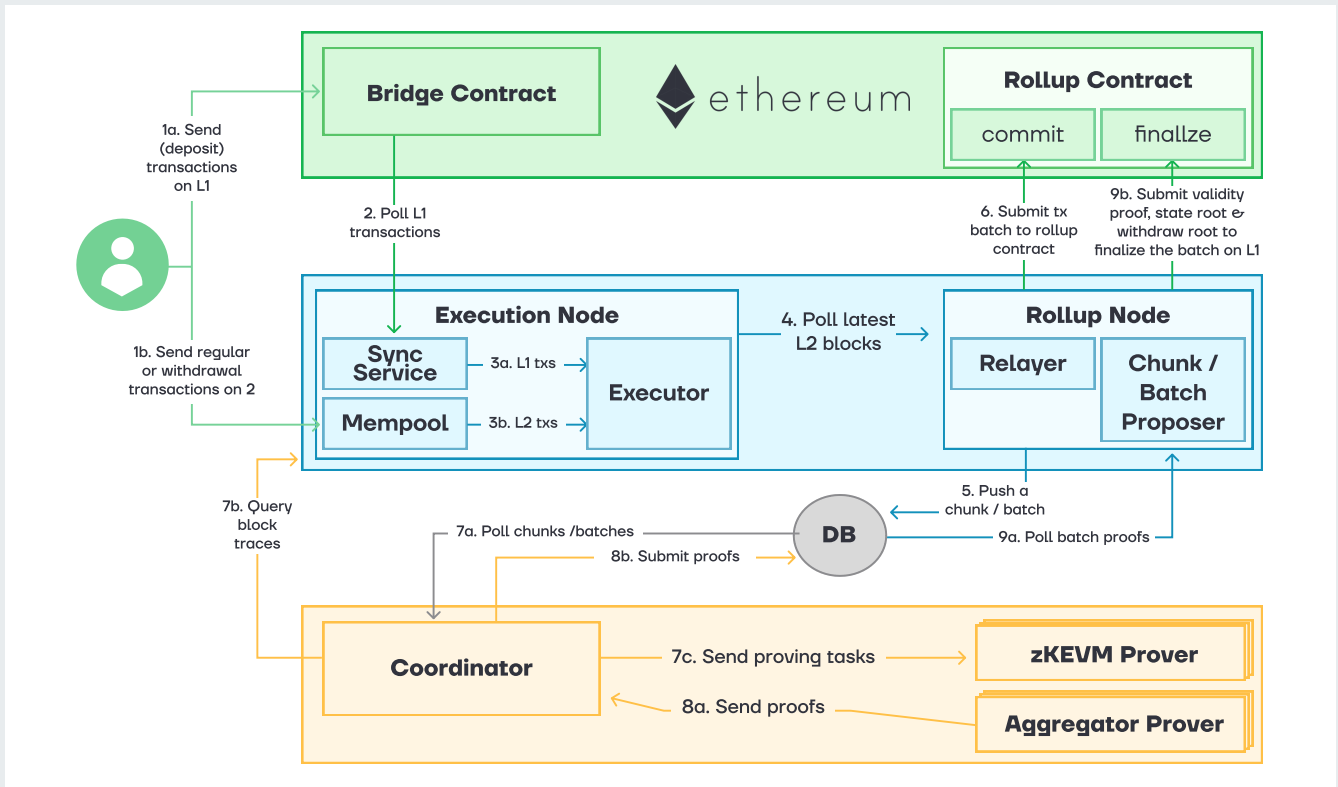 Bridge Contract
ethereum
Rollup Contract
commit
finallze
1a. Send
(deposit)
transactions
on L1
2. Poll L1
transactions
6. Submit tx
batch to rollup
contract
9b. Submit validity
proof, state root &
withdraw root to
finalize the batch on L1
1b. Send regular
or withdrawal
transactions on 2
Execution Node
Sync
Service
3a. L1 txs
Executor
Mempool
3b. L2 txs
4. Poll latest
L2 blocks
Rollup Node
Relayer
Chunk /
Batch
Proposer
7b. Query
block
traces
7a. Poll chunks /batches
8b. Submit proofs
DB
5. Push a
chunk / batch
9a. Poll batch proofs
Coordinator
7c. Send proving tasks
8a. Send proofs
zKEVM Prover
Aggregator Prover